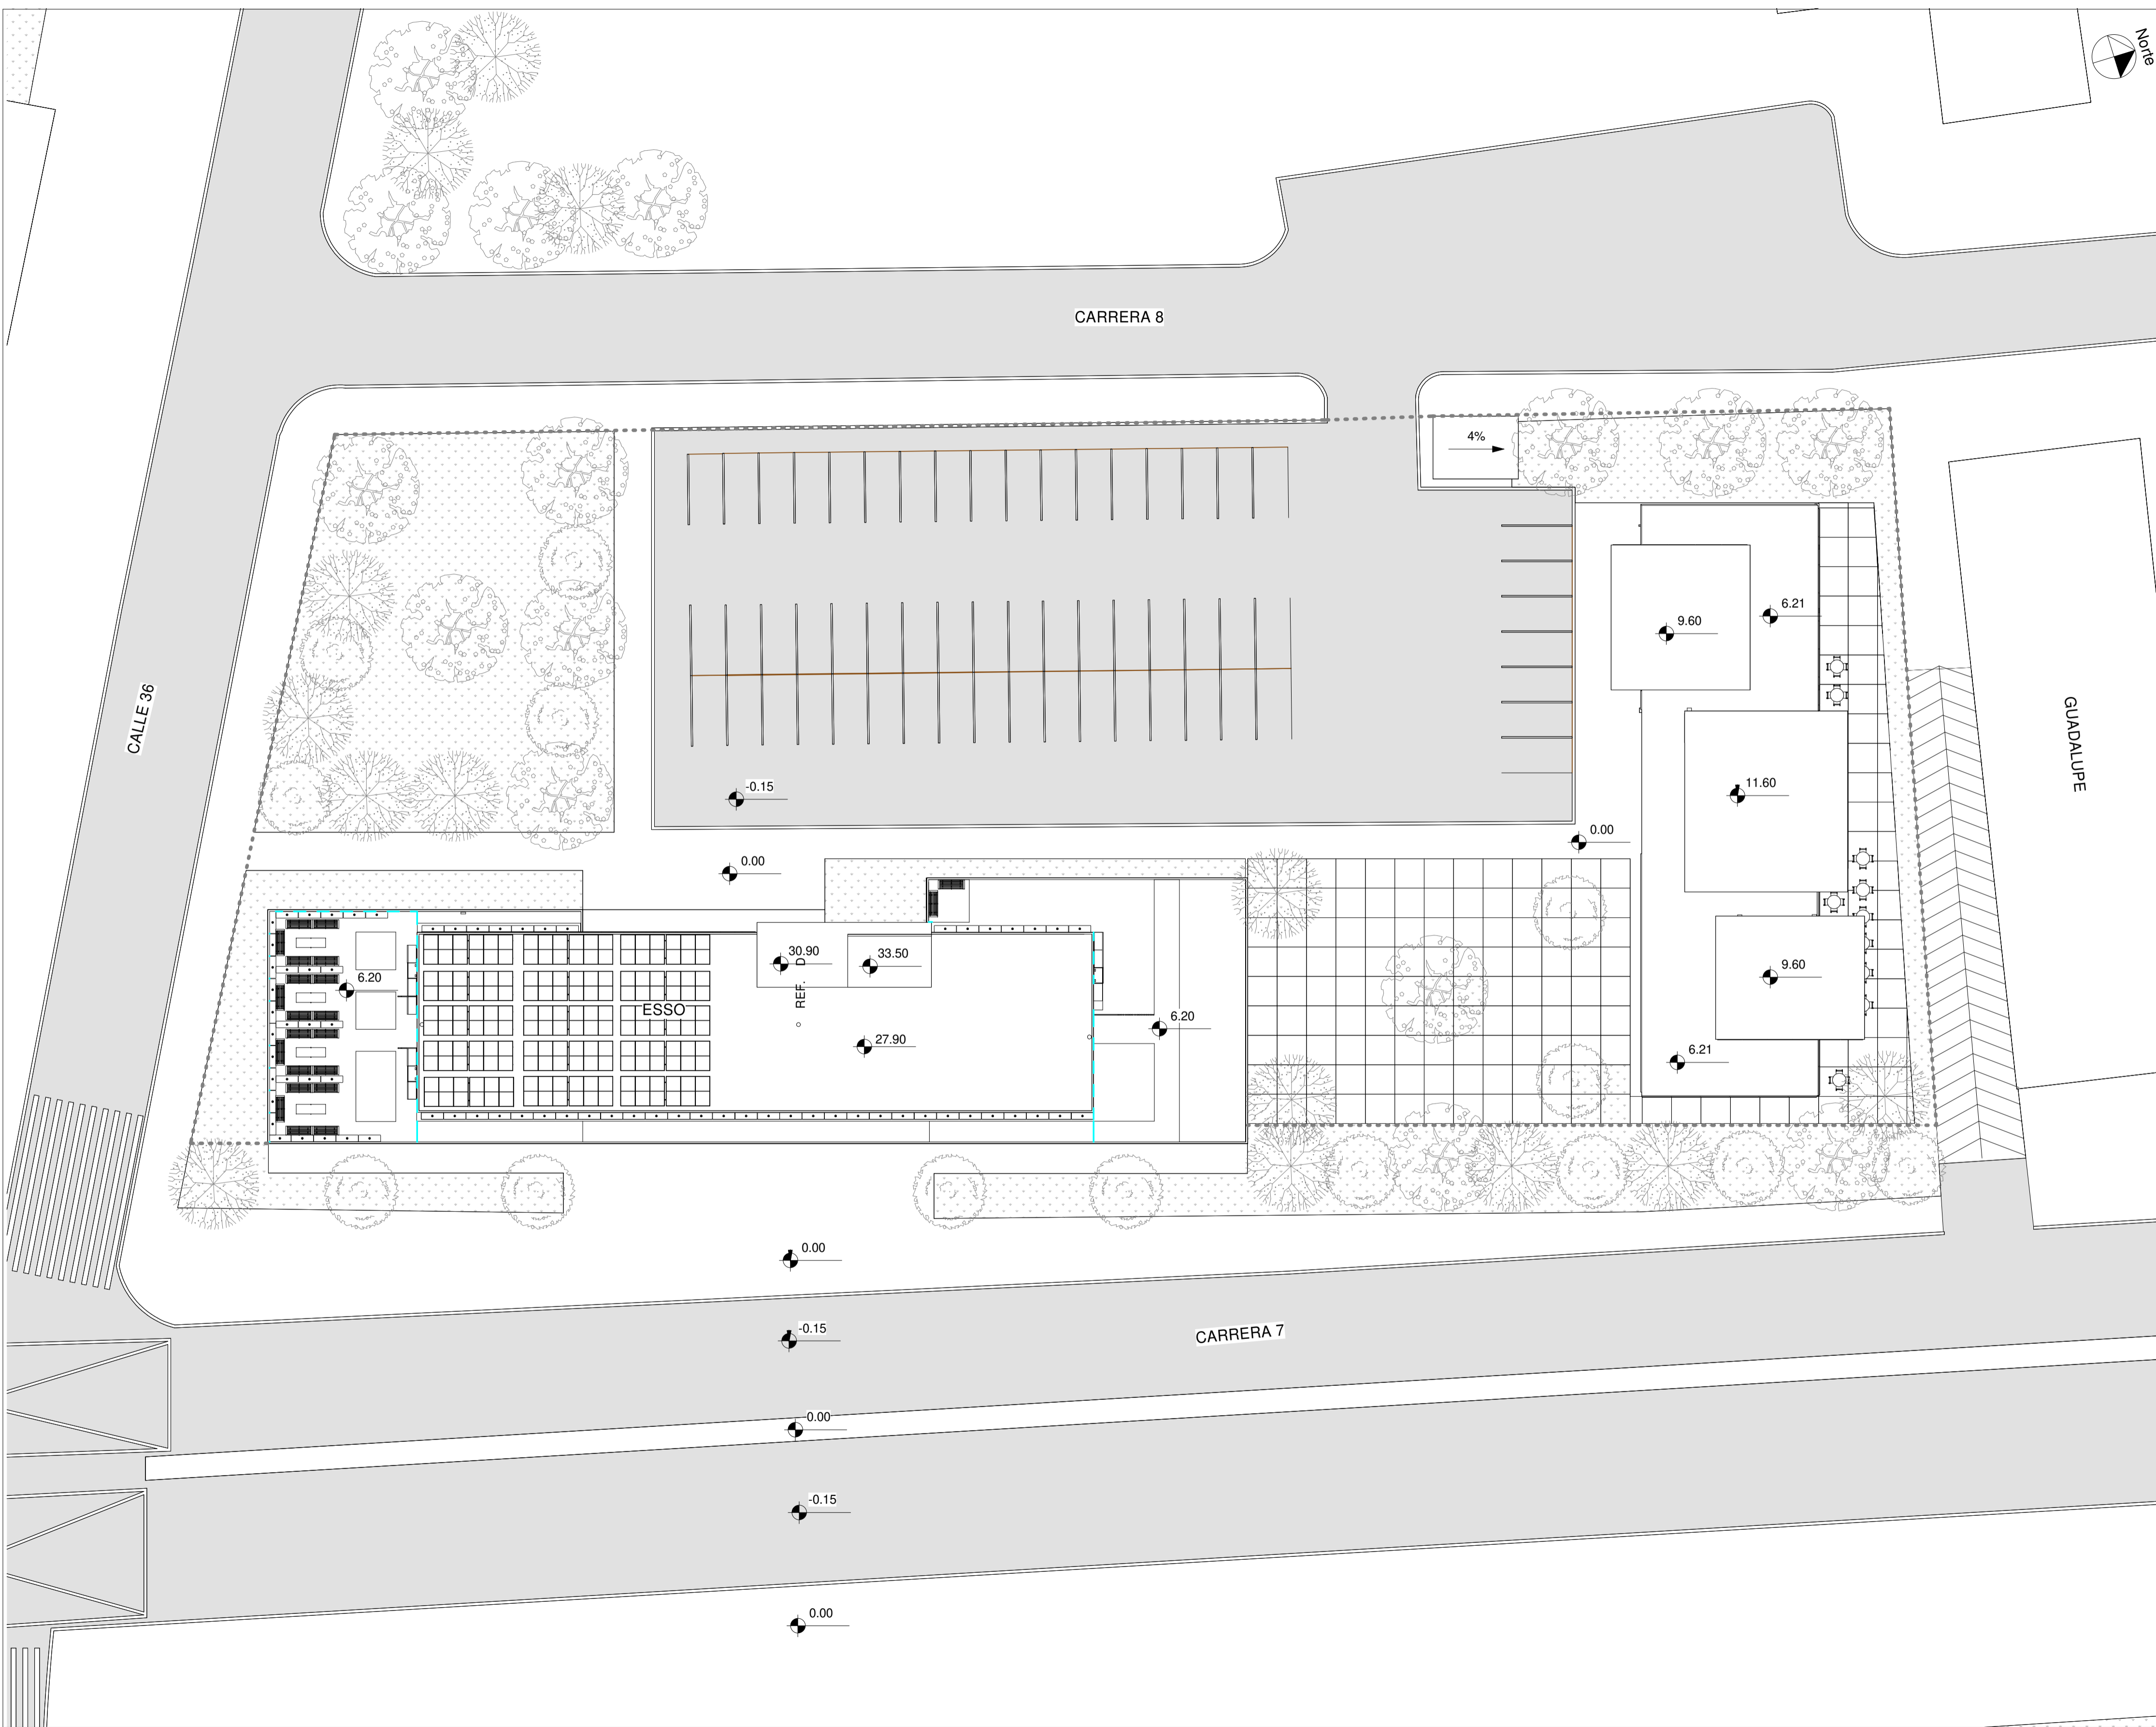 Norte
CARRERA 8
4%
6.21
9.60
CALLE 36
GUADALUPE
11.60
-0.15
0.00
0.00
30.90
33.50
9.60
6.20
REF. D
ESSO
6.20
27.90
6.21
0.00
-0.15
CARRERA 7
0.00
-0.15
0.00